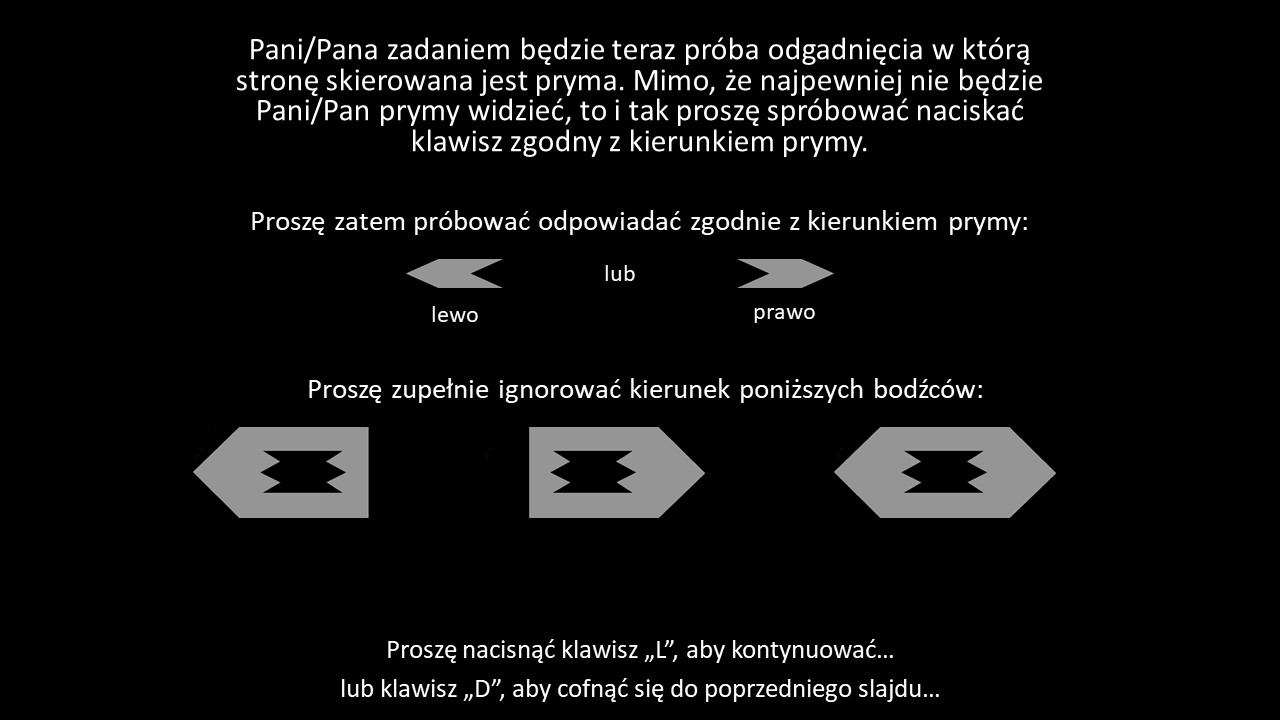 Pani/Pana zadaniem będzie teraz próba odgadnięcia w którą
stronę skierowana jest pryma. Mimo, że najpewniej nie będzie
Pani/Pan prymy widzieć, to i tak proszę spróbować naciskać
klawisz zgodny z kierunkiem prymy.
Proszę zatem próbować odpowiadać zgodnie z kierunkiem prymy:
lub
lewo
prawo
Proszę zupełnie ignorować kierunek poniższych bodźców:
Proszę nacisnąć klawisz „L”, aby kontynuować…
lub klawisz „D”, aby cofnąć się do poprzedniego slajdu…